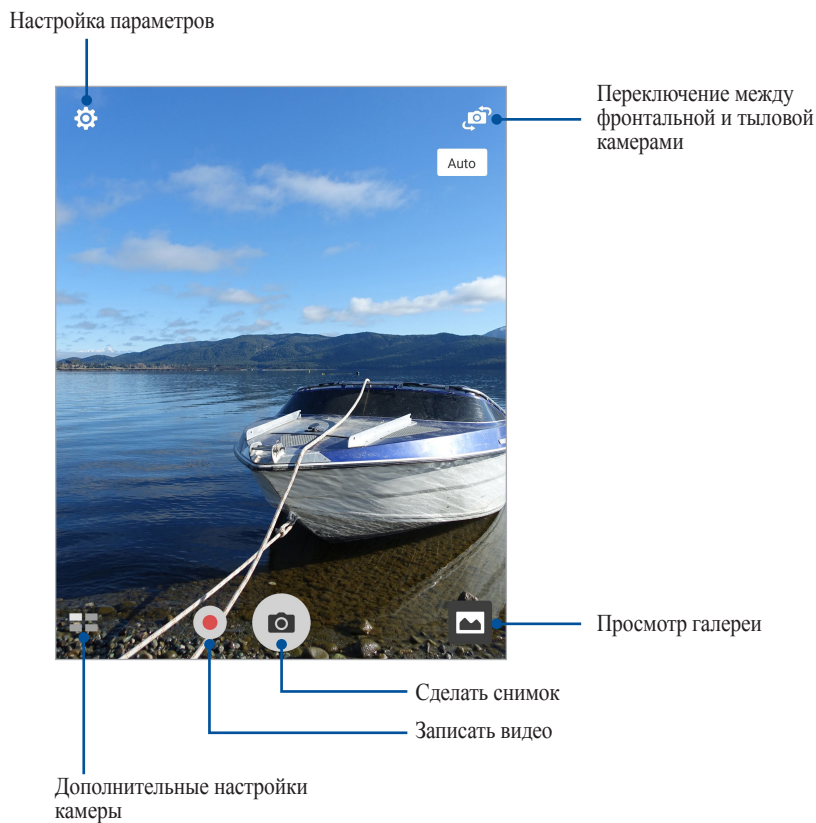 Настройка параметров
Переключение между
фронтальной и тыловой
камерами
Auto
Просмотр галереи
Сделать снимок
Записать видео
Дополнительные настройки
камеры